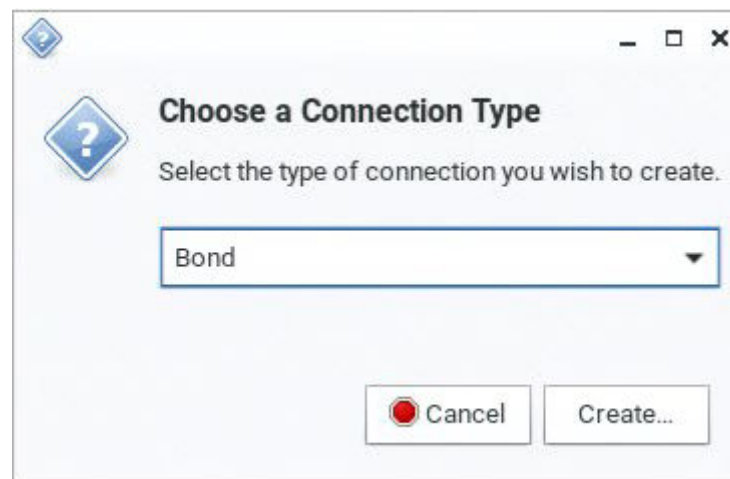 Choose a Connection Type
Select the type of connection you wish to create.
Bond
Cancel
Create...